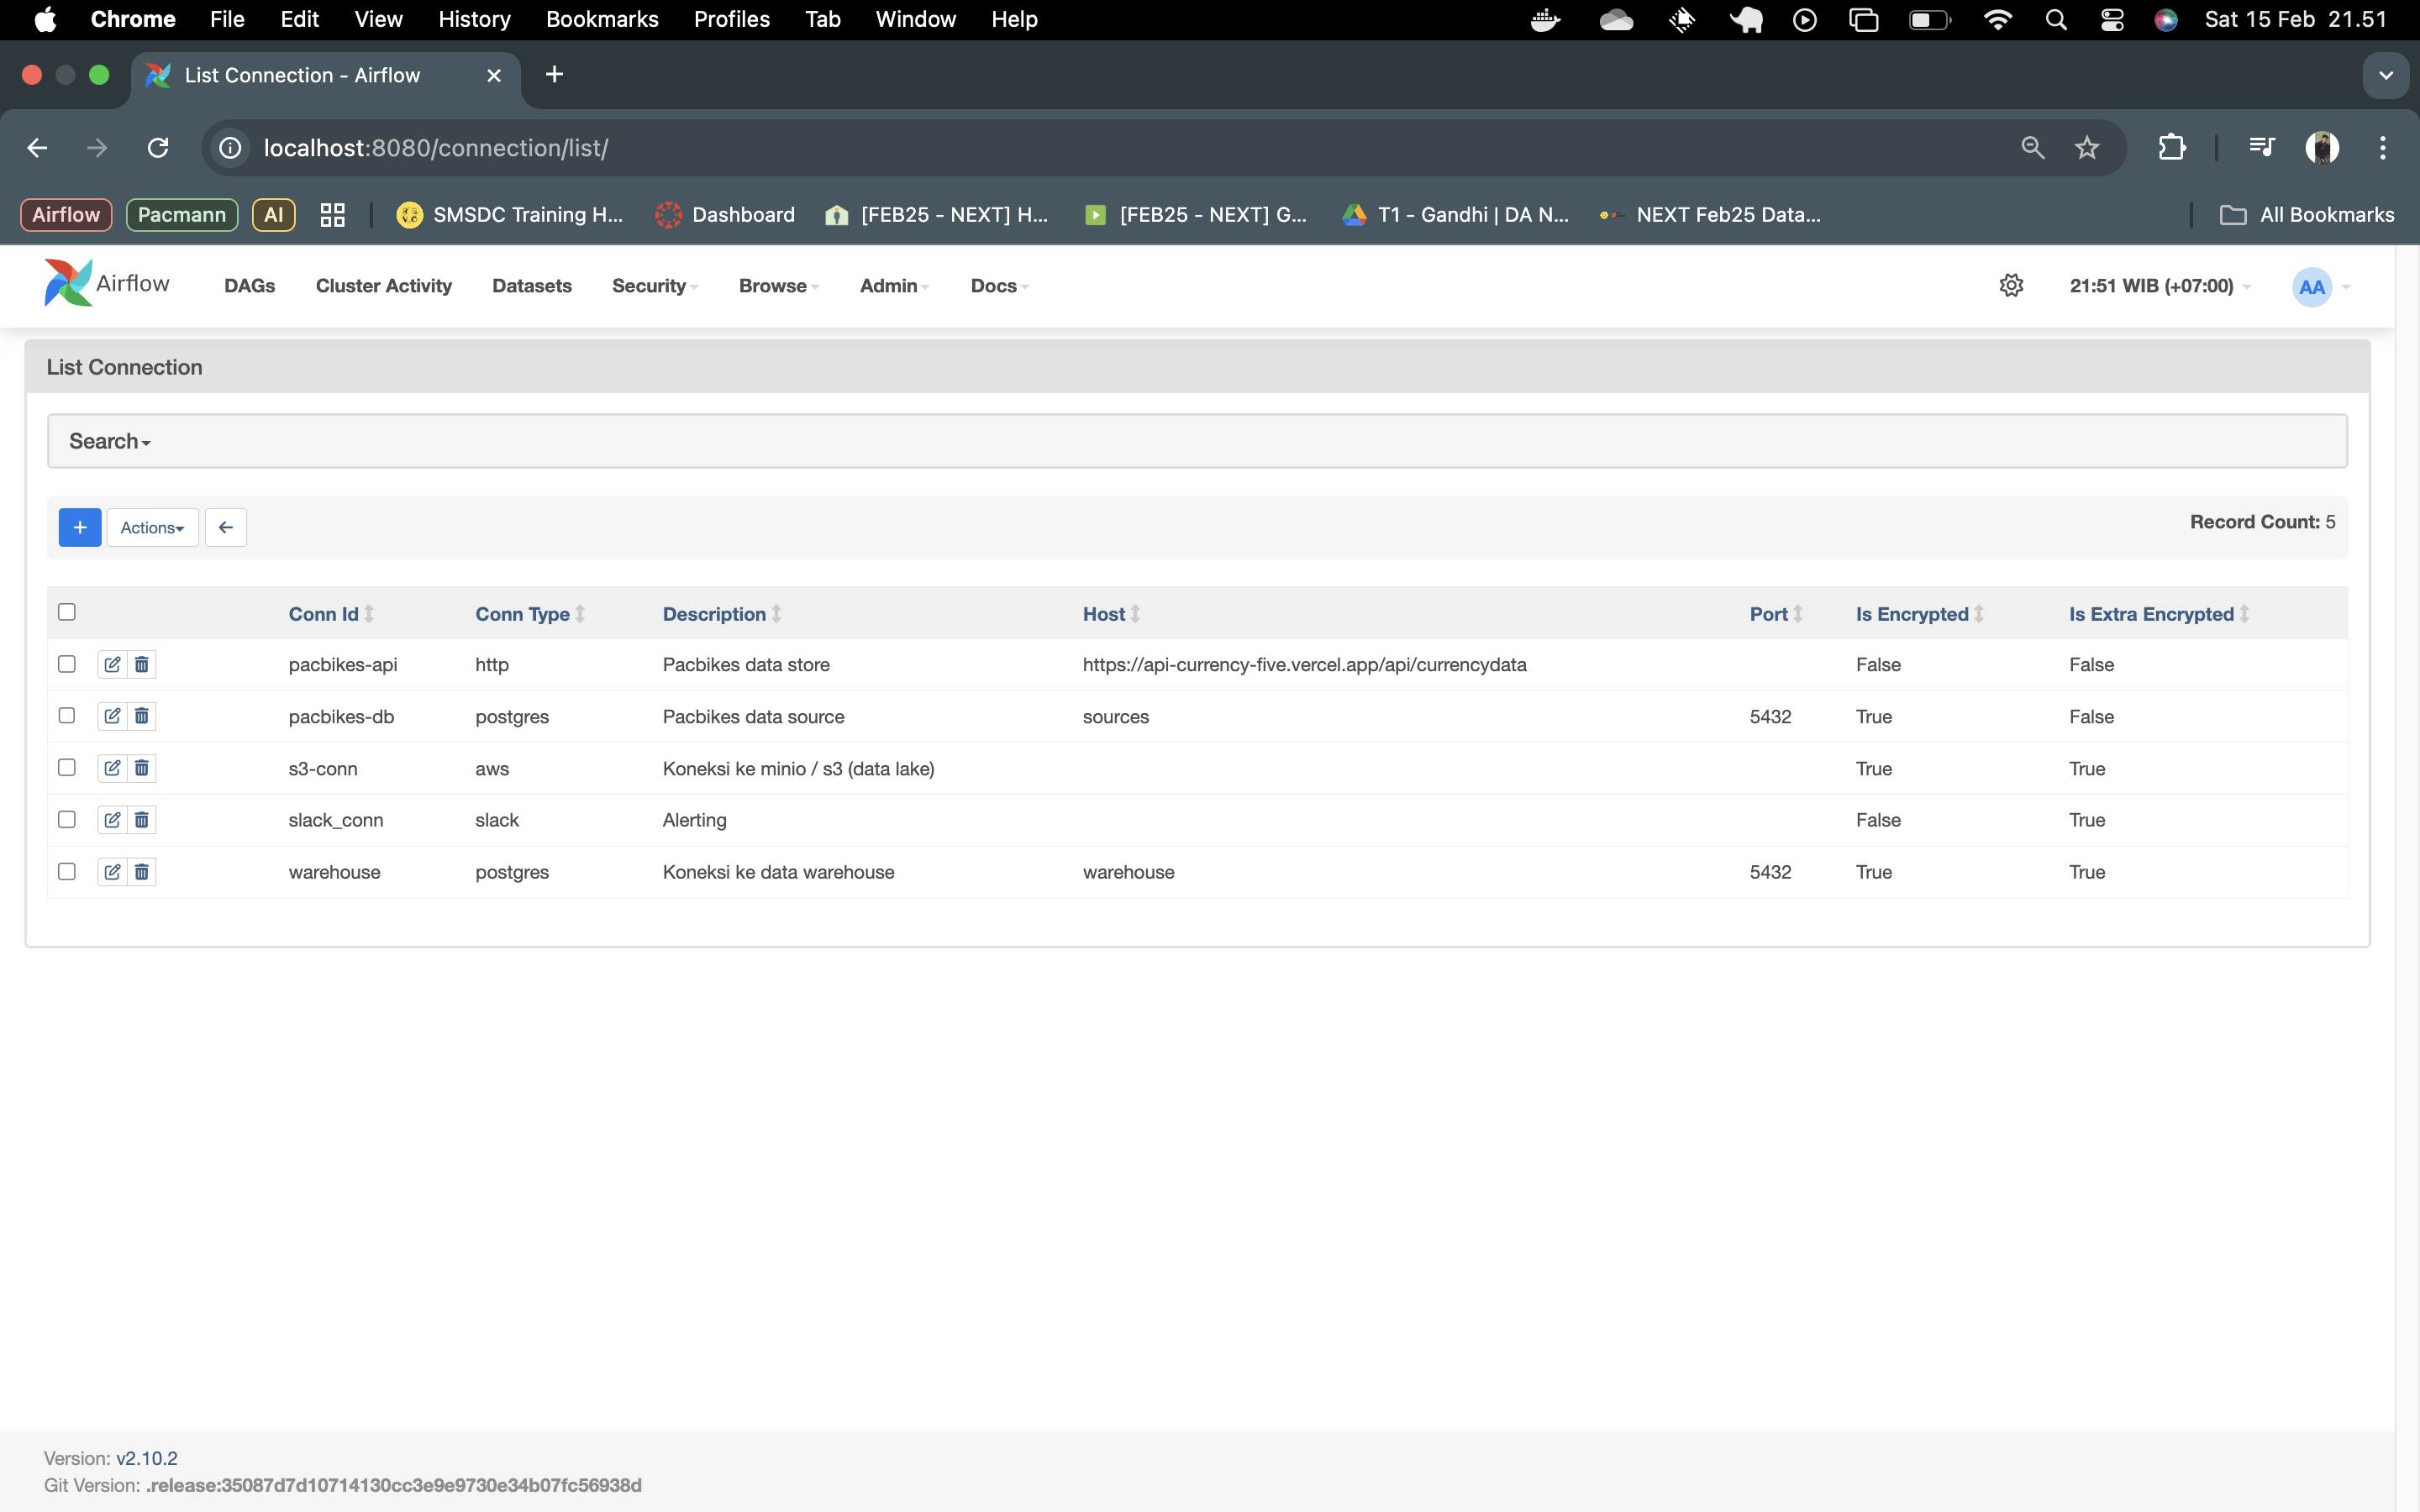 Chrome File Edit View History Bookmarks Profiles Tab Window Help Sat 15 Feb 21.51
List Connection - Airflow
localhost:8080/connection/list/
Airflow Pacmann AI SMSDC Training H... Dashboard [FEB25 - NEXT] H... [FEB25 - NEXT] G... T1 - Gandhi | DA N... NEXT Feb25 Data... All Bookmarks
Airflow DAGs Cluster Activity Datasets Security Browse Admin Docs 21:51 WIB (+07:00) AA
List Connection
Search
+ Actions Record Count: 5
Conn Id Conn Type Description Host Port Is Encrypted Is Extra Encrypted
pacbikes-api http Pacbikes data store https://api-currency-five.vercel.app/api/currencydata False False
pacbikes-db postgres Pacbikes data source sources 5432 True False
s3-conn aws Koneksi ke minio / s3 (data lake) True True
slack_conn slack Alerting False True
warehouse postgres Koneksi ke data warehouse warehouse 5432 True True
Version: v2.10.2
Git Version: .release:35087d7d10714130cc3e9e9730e34b07fc56938d